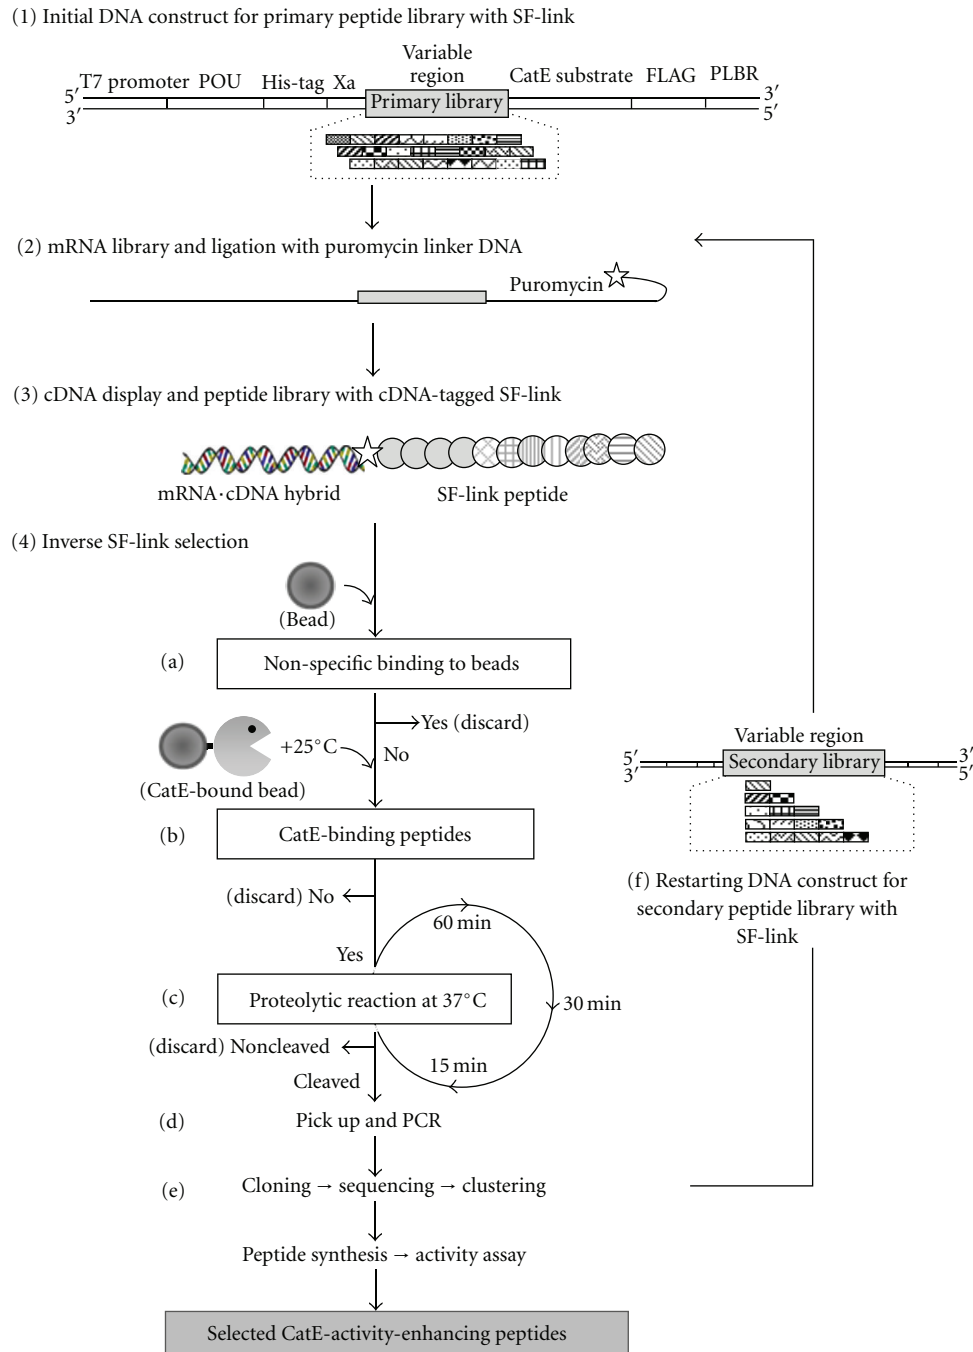 (1) Initial DNA construct for primary peptide library with SF-link
Variable
region
T7 promoter POU His-tag Xa CatE substrate FLAG PLBR
5′ Primary library 3′
3′ 5′
(2) mRNA library and ligation with puromycin linker DNA
Puromycin
(3) cDNA display and peptide library with cDNA-tagged SF-link
mRNA·cDNA hybrid SF-link peptide
(4) Inverse SF-link selection
(Bead)
(a) Non-specific binding to beads
Yes (discard)
+25°C No
(CatE-bound bead)
(b) CatE-binding peptides
(discard) No
60 min
Yes
(c) Proteolytic reaction at 37°C
30 min
(discard) Noncleaved
15 min
Cleaved
(d) Pick up and PCR
(e) Cloning → sequencing → clustering
Peptide synthesis → activity assay
Selected CatE-activity-enhancing peptides
Variable region
5′ Secondary library 3′
3′ 5′
(f) Restarting DNA construct for
secondary peptide library with
SF-link